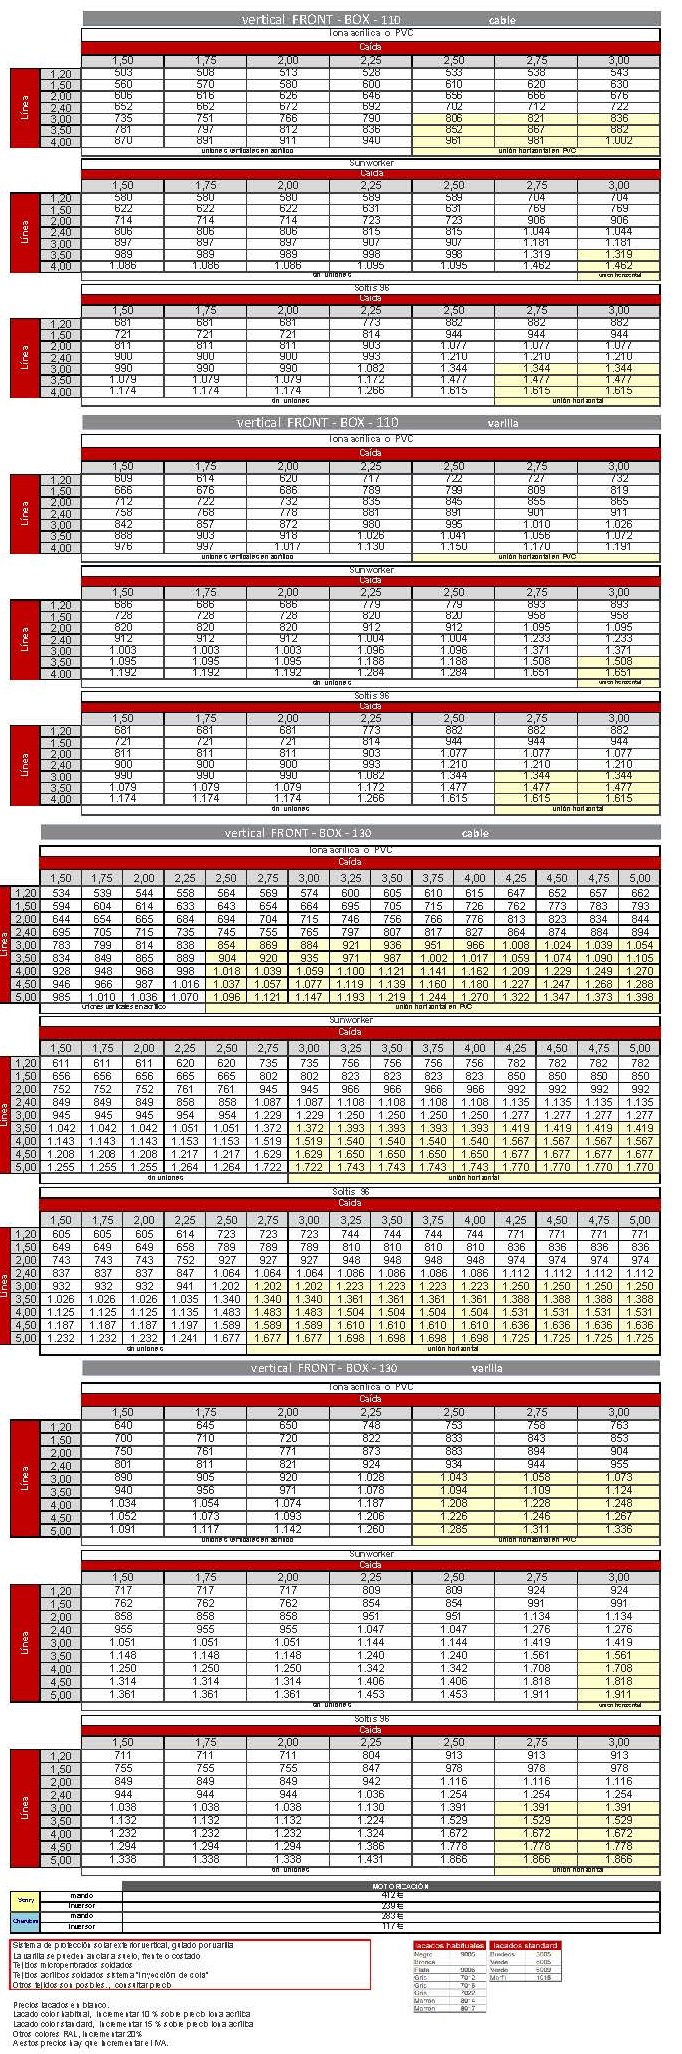 vertical FRONT - BOX - 110 cable
lona acrílica o PVC
Caída
1,50 1,75 2,00 2,25 2,50 2,75 3,00
Línea
1,20 503 508 513 528 533 538 543
1,50 560 570 580 600 610 620 630
2,00 606 616 626 646 656 666 676
2,40 652 662 672 692 702 712 722
3,00 735 751 766 790 806 821 836
3,50 781 797 812 836 852 867 882
4,00 870 891 911 940 961 981 1.002
uniones verticales en acrílico unión horizontal en PVC
Sunworker
Caída
1,50 1,75 2,00 2,25 2,50 2,75 3,00
Línea
1,20 580 580 580 589 589 704 704
1,50 622 622 622 631 631 769 769
2,00 714 714 714 723 723 906 906
2,40 806 806 806 815 815 1.044 1.044
3,00 897 897 897 907 907 1.181 1.181
3,50 989 989 989 998 998 1.319 1.319
4,00 1.086 1.086 1.086 1.095 1.095 1.462 1.462
sin uniones unión horizontal
Soltis 96
Caída
1,50 1,75 2,00 2,25 2,50 2,75 3,00
Línea
1,20 681 681 681 773 882 882 882
1,50 721 721 721 814 944 944 944
2,00 811 811 811 903 1.077 1.077 1.077
2,40 900 900 900 993 1.210 1.210 1.210
3,00 990 990 990 1.082 1.344 1.344 1.344
3,50 1.079 1.079 1.079 1.172 1.477 1.477 1.477
4,00 1.174 1.174 1.174 1.266 1.615 1.615 1.615
sin uniones unión horizontal
vertical FRONT - BOX - 110 varilla
lona acrílica o PVC
Caída
1,50 1,75 2,00 2,25 2,50 2,75 3,00
Línea
1,20 609 614 620 717 722 727 732
1,50 666 676 686 789 799 809 819
2,00 712 722 732 835 845 855 865
2,40 758 768 778 881 891 901 911
3,00 842 857 872 980 995 1.010 1.026
3,50 888 903 918 1.026 1.041 1.056 1.072
4,00 976 997 1.017 1.130 1.150 1.170 1.191
uniones verticales en acrílico unión horizontal en PVC
Sunworker
Caída
1,50 1,75 2,00 2,25 2,50 2,75 3,00
Línea
1,20 686 686 686 779 779 893 893
1,50 728 728 728 820 820 958 958
2,00 820 820 820 912 912 1.095 1.095
2,40 912 912 912 1.004 1.004 1.233 1.233
3,00 1.003 1.003 1.003 1.096 1.096 1.371 1.371
3,50 1.095 1.095 1.095 1.188 1.188 1.508 1.508
4,00 1.192 1.192 1.192 1.284 1.284 1.651 1.651
sin uniones unión horizontal
Soltis 96
Caída
1,50 1,75 2,00 2,25 2,50 2,75 3,00
Línea
1,20 681 681 681 773 882 882 882
1,50 721 721 721 814 944 944 944
2,00 811 811 811 903 1.077 1.077 1.077
2,40 900 900 900 993 1.210 1.210 1.210
3,00 990 990 990 1.082 1.344 1.344 1.344
3,50 1.079 1.079 1.079 1.172 1.477 1.477 1.477
4,00 1.174 1.174 1.174 1.266 1.615 1.615 1.615
sin uniones unión horizontal
vertical FRONT - BOX - 130 cable
lona acrílica o PVC
Caída
1,50 1,75 2,00 2,25 2,50 2,75 3,00 3,25 3,50 3,75 4,00 4,25 4,50 4,75 5,00
Línea
1,20 534 539 544 558 564 569 574 600 605 610 615 647 652 657 662
1,50 594 604 614 633 643 654 664 695 705 715 726 762 773 783 793
2,00 644 654 665 684 694 704 715 746 756 766 776 813 823 834 844
2,40 695 705 715 735 745 755 765 797 807 817 827 864 874 884 894
3,00 783 799 814 838 854 869 884 921 936 951 966 1.008 1.024 1.039 1.054
3,50 834 849 865 889 904 920 935 971 987 1.002 1.017 1.059 1.074 1.090 1.105
4,00 928 948 968 998 1.018 1.039 1.059 1.100 1.121 1.141 1.162 1.209 1.229 1.249 1.270
4,50 946 966 987 1.016 1.037 1.057 1.077 1.119 1.139 1.160 1.180 1.227 1.247 1.268 1.288
5,00 985 1.010 1.036 1.070 1.096 1.121 1.147 1.193 1.219 1.244 1.270 1.322 1.347 1.373 1.398
uniones verticales en acrílico unión horizontal en PVC
Sunworker
Caída
1,50 1,75 2,00 2,25 2,50 2,75 3,00 3,25 3,50 3,75 4,00 4,25 4,50 4,75 5,00
Línea
1,20 611 611 611 620 620 735 735 756 756 756 756 782 782 782 782
1,50 656 656 656 665 665 802 802 823 823 823 823 850 850 850 850
2,00 752 752 752 761 761 945 945 966 966 966 966 992 992 992 992
2,40 849 849 849 858 858 1.087 1.087 1.108 1.108 1.108 1.108 1.135 1.135 1.135 1.135
3,00 945 945 945 954 954 1.229 1.229 1.250 1.250 1.250 1.250 1.277 1.277 1.277 1.277
3,50 1.042 1.042 1.042 1.051 1.051 1.372 1.372 1.393 1.393 1.393 1.393 1.419 1.419 1.419 1.419
4,00 1.143 1.143 1.143 1.153 1.153 1.519 1.519 1.540 1.540 1.540 1.540 1.567 1.567 1.567 1.567
4,50 1.208 1.208 1.208 1.217 1.217 1.629 1.629 1.650 1.650 1.650 1.650 1.677 1.677 1.677 1.677
5,00 1.255 1.255 1.255 1.264 1.264 1.722 1.722 1.743 1.743 1.743 1.743 1.770 1.770 1.770 1.770
sin uniones unión horizontal
Soltis 96
Caída
1,50 1,75 2,00 2,25 2,50 2,75 3,00 3,25 3,50 3,75 4,00 4,25 4,50 4,75 5,00
Línea
1,20 605 605 605 614 723 723 723 744 744 744 744 771 771 771 771
1,50 649 649 649 658 789 789 789 810 810 810 810 836 836 836 836
2,00 743 743 743 752 927 927 927 948 948 948 948 974 974 974 974
2,40 837 837 837 847 1.064 1.064 1.064 1.086 1.086 1.086 1.086 1.112 1.112 1.112 1.112
3,00 932 932 932 941 1.202 1.202 1.202 1.223 1.223 1.223 1.223 1.250 1.250 1.250 1.250
3,50 1.026 1.026 1.026 1.035 1.340 1.340 1.340 1.361 1.361 1.361 1.361 1.388 1.388 1.388 1.388
4,00 1.125 1.125 1.125 1.135 1.483 1.483 1.483 1.504 1.504 1.504 1.504 1.531 1.531 1.531 1.531
4,50 1.187 1.187 1.187 1.197 1.589 1.589 1.589 1.610 1.610 1.610 1.610 1.636 1.636 1.636 1.636
5,00 1.232 1.232 1.232 1.241 1.677 1.677 1.677 1.698 1.698 1.698 1.698 1.725 1.725 1.725 1.725
sin uniones unión horizontal
vertical FRONT - BOX - 130 varilla
lona acrílica o PVC
Caída
1,50 1,75 2,00 2,25 2,50 2,75 3,00
Línea
1,20 640 645 650 748 753 758 763
1,50 700 710 720 822 833 843 853
2,00 750 761 771 873 883 894 904
2,40 801 811 821 924 934 944 955
3,00 890 905 920 1.028 1.043 1.058 1.073
3,50 940 956 971 1.078 1.094 1.109 1.124
4,00 1.034 1.054 1.074 1.187 1.208 1.228 1.248
4,50 1.052 1.073 1.093 1.206 1.226 1.246 1.267
5,00 1.091 1.117 1.142 1.260 1.285 1.311 1.336
uniones verticales en acrílico unión horizontal en PVC
Sunworker
Caída
1,50 1,75 2,00 2,25 2,50 2,75 3,00
Línea
1,20 717 717 717 809 809 924 924
1,50 762 762 762 854 854 991 991
2,00 858 858 858 951 951 1.134 1.134
2,40 955 955 955 1.047 1.047 1.276 1.276
3,00 1.051 1.051 1.051 1.144 1.144 1.419 1.419
3,50 1.148 1.148 1.148 1.240 1.240 1.561 1.561
4,00 1.250 1.250 1.250 1.342 1.342 1.708 1.708
4,50 1.314 1.314 1.314 1.406 1.406 1.818 1.818
5,00 1.361 1.361 1.361 1.453 1.453 1.911 1.911
sin uniones unión horizontal
Soltis 96
Caída
1,50 1,75 2,00 2,25 2,50 2,75 3,00
Línea
1,20 711 711 711 804 913 913 913
1,50 755 755 755 847 978 978 978
2,00 849 849 849 942 1.116 1.116 1.116
2,40 944 944 944 1.036 1.254 1.254 1.254
3,00 1.038 1.038 1.038 1.130 1.391 1.391 1.391
3,50 1.132 1.132 1.132 1.224 1.529 1.529 1.529
4,00 1.232 1.232 1.232 1.324 1.672 1.672 1.672
4,50 1.294 1.294 1.294 1.386 1.778 1.778 1.778
5,00 1.338 1.338 1.338 1.431 1.866 1.866 1.866
sin uniones unión horizontal
MOTORIZACIÓN
Somfy mando 412 €
inversor 239 €
Cherubini mando 283 €
inversor 117 €
Sistema de protección solar exterior vertical, guiado por varilla
La varilla se pueden anclar a suelo, frente o costado
Tejidos microperforados soldados
Tejidos acrílicos soldados sistema "inyección de cola"
Otros tejidos son posibles., consultar precio
lacados habituales lacados standard
Negro 9005 Burdeos 3005
Bronce Verde 6005
Plata 9006 Verde 6009
Gris 7012 Marfil 1015
Gris 7016
Gris 7022
Marron 8014
Marron 8017
Precios lacados en blanco.
Lacado color habitual, incrementar 10 % sobre precio lona acrílica
Lacado color standard, incrementar 15 % sobre precio lona acrílica
Otros colores RAL, incrementar 20%
A estos precios hay que incrementar el IVA.